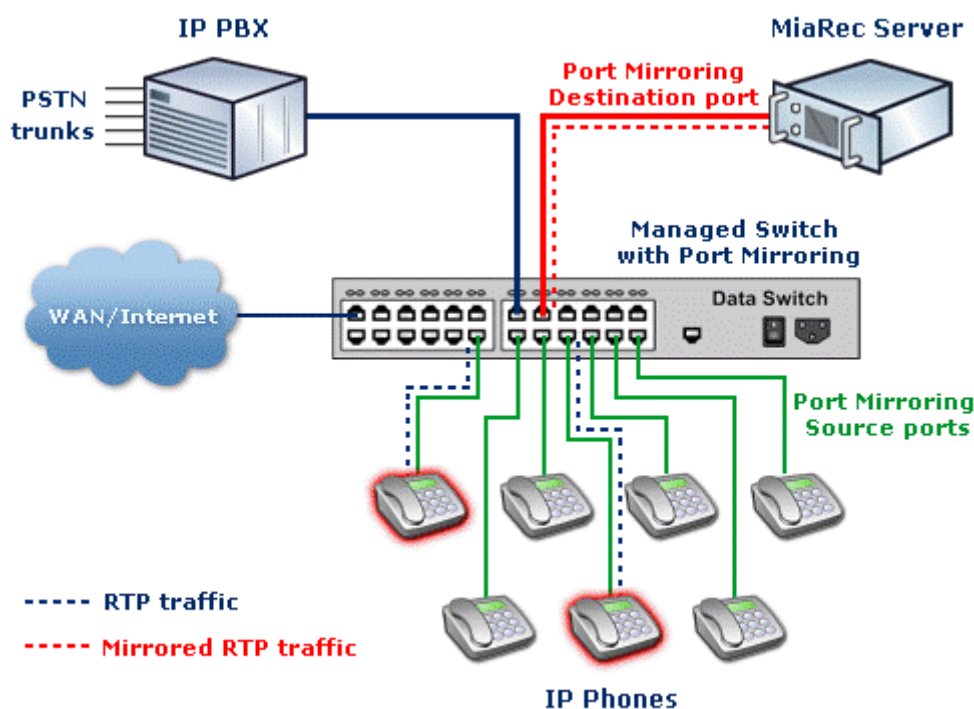 IP PBX
MiaRec Server
PSTN
trunks
Port Mirroring
Destination port
Managed Switch
with Port Mirroring
WAN/Internet
Data Switch
Port Mirroring
Source ports
RTP traffic
Mirrored RTP traffic
IP Phones